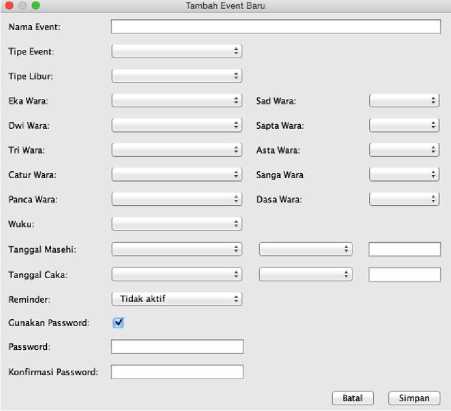 Tambah Event Baru
Nama Event:
Tipe Event:
Tipe Libur:
Eka Wara: Sad Wara:
Dwi Wara: Sapta Wara:
Tri Wara: Asta Wara:
Catur Wara: Sanga Wara
Panca Wara: Dasa Wara:
Wuku:
Tanggal Masehi:
Tanggal Caka:
Reminder: Tidak aktif
Gunakan Password:
Password:
Konfirmasi Password:
Batal Simpan